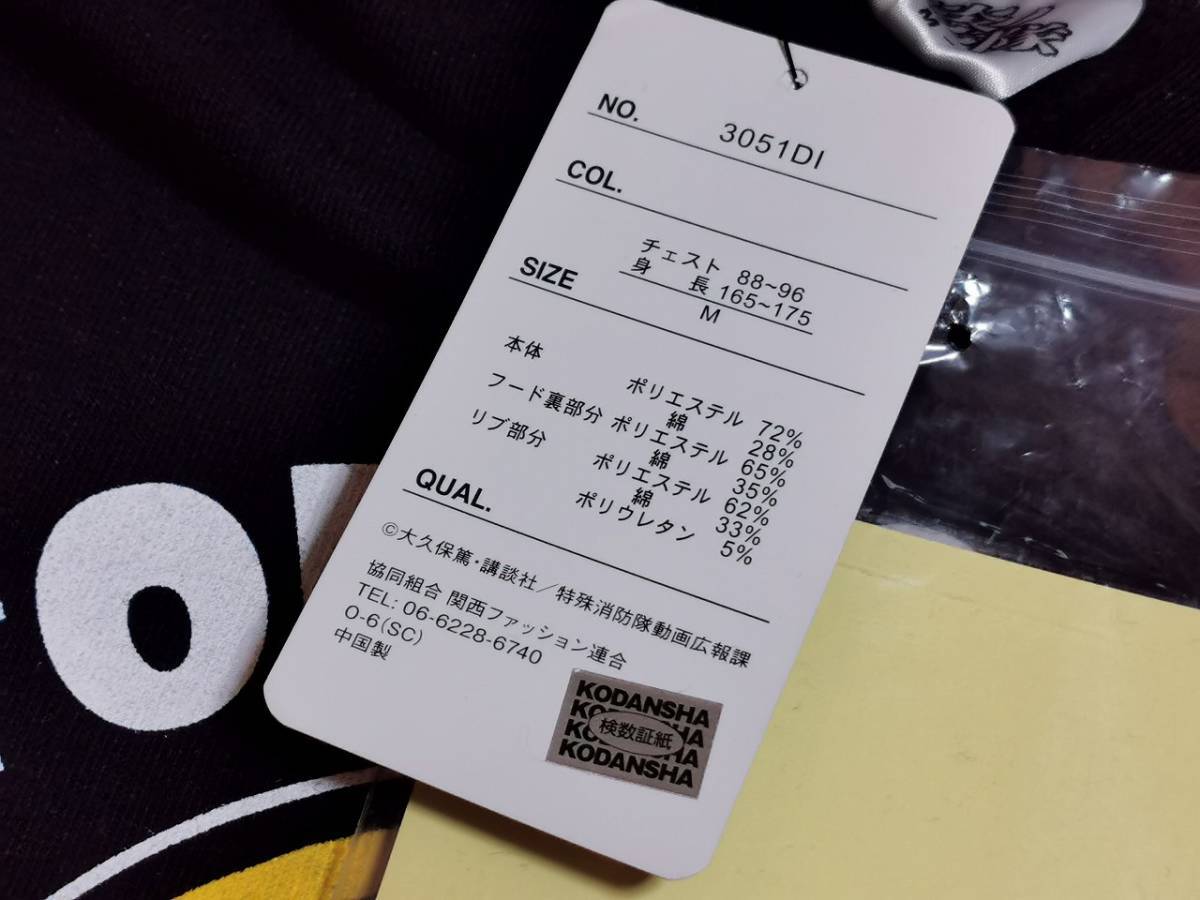 NO. 3051DI
COL.
チェスト 88~96
身長 165~175
SIZE M
本体 ポリエステル 72%
綿 28%
フード裏部分 ポリエステル 65%
綿 35%
リブ部分 ポリエステル 62%
綿 33%
ポリウレタン 5%
QUAL.
©大久保篤・講談社/特殊消防隊動画広報課
協同組合 関西ファッション連合
TEL: 06-6228-6740
O-6(SC)
中国製
KODANSHA
検数証紙
KODANSHA